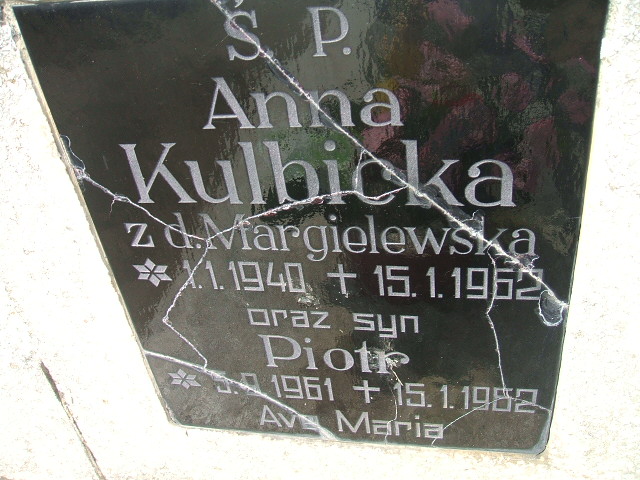 Ś. P.
Anna
Kulbicka
z d. Margielewska
1.1.1940 + 15.1.1962
oraz syn
Piotr
1961 + 15.1.1962
Ave Maria